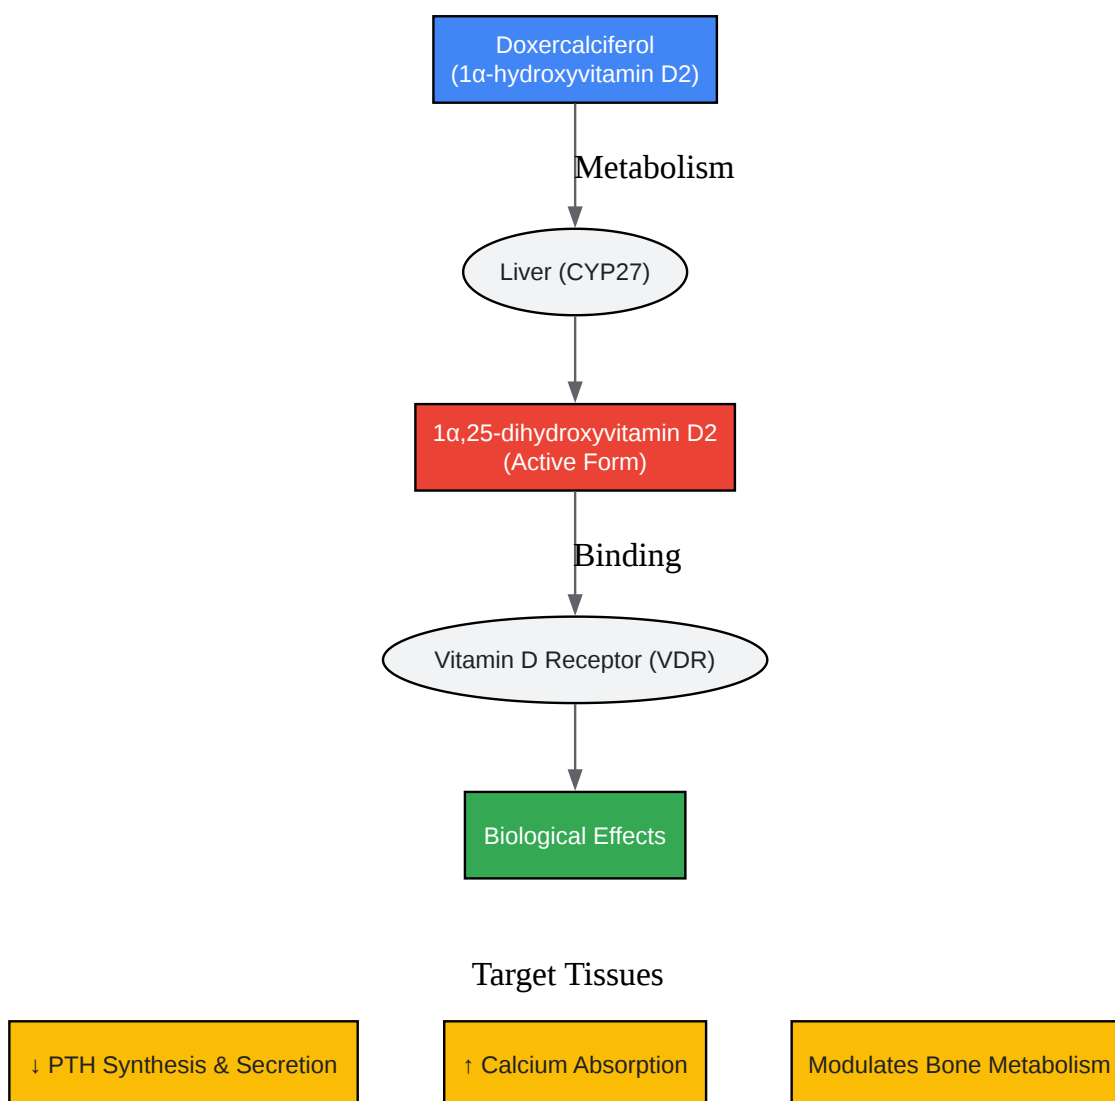 Doxercalciferol
(1α-hydroxyvitamin D2)
Metabolism
Liver (CYP27)
1α,25-dihydroxyvitamin D2
(Active Form)
Binding
Vitamin D Receptor (VDR)
Biological Effects
Target Tissues
↓ PTH Synthesis & Secretion
↑ Calcium Absorption
Modulates Bone Metabolism